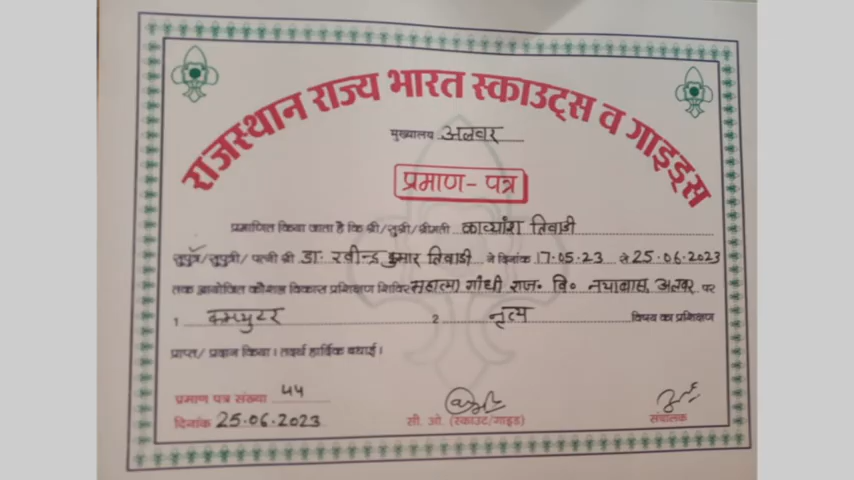 राजस्थान राज्य भारत स्काउट्स व गाइड्स
मुख्यालय अलवर
प्रमाण-पत्र
प्रमाणित किया जाता है कि श्री/सुश्री/श्रीमती काव्यांश तिवाडी
सुपुत्र/सुपुत्री/ पत्नी श्री डा. रवीन्द्र कुमार तिवाडी ने दिनांक 17.05.23 से 25.06.2023
तक आयोजित कौशल विकास प्रशिक्षण शिविर महात्मा गाँधी राज॰ वि॰ नयाबास, अलवर पर
1 कम्प्युटर 2 नृत्य विषय का प्रशिक्षण
प्राप्त/ प्रदान किया। तदर्थ हार्दिक बधाई।
प्रमाण पत्र संख्या 44
दिनांक 25.06.2023
सी. ओ. (स्काउट/गाइड)
संचालक